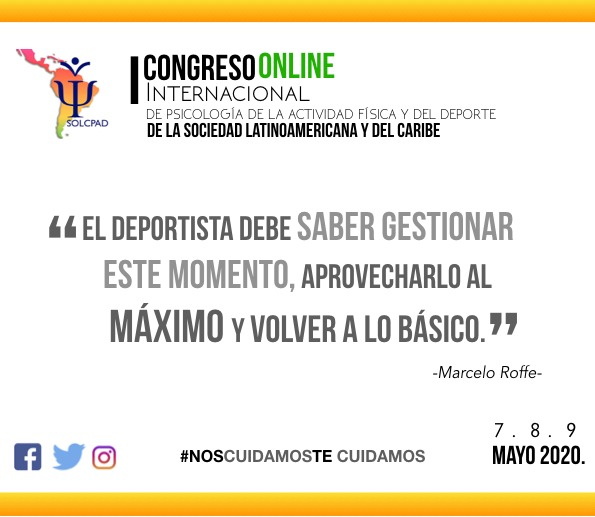 I CONGRESO ONLINE
INTERNACIONAL
DE PSICOLOGÍA DE LA ACTIVIDAD FÍSICA Y DEL DEPORTE
DE LA SOCIEDAD LATINOAMERICANA Y DEL CARIBE
SOLCPAD
“EL DEPORTISTA DEBE SABER GESTIONAR
ESTE MOMENTO, APROVECHARLO AL
MÁXIMO Y VOLVER A LO BÁSICO.”
-Marcelo Roffe-
7 . 8 . 9
MAYO 2020.
#NOSCUIDAMOSTE CUIDAMOS